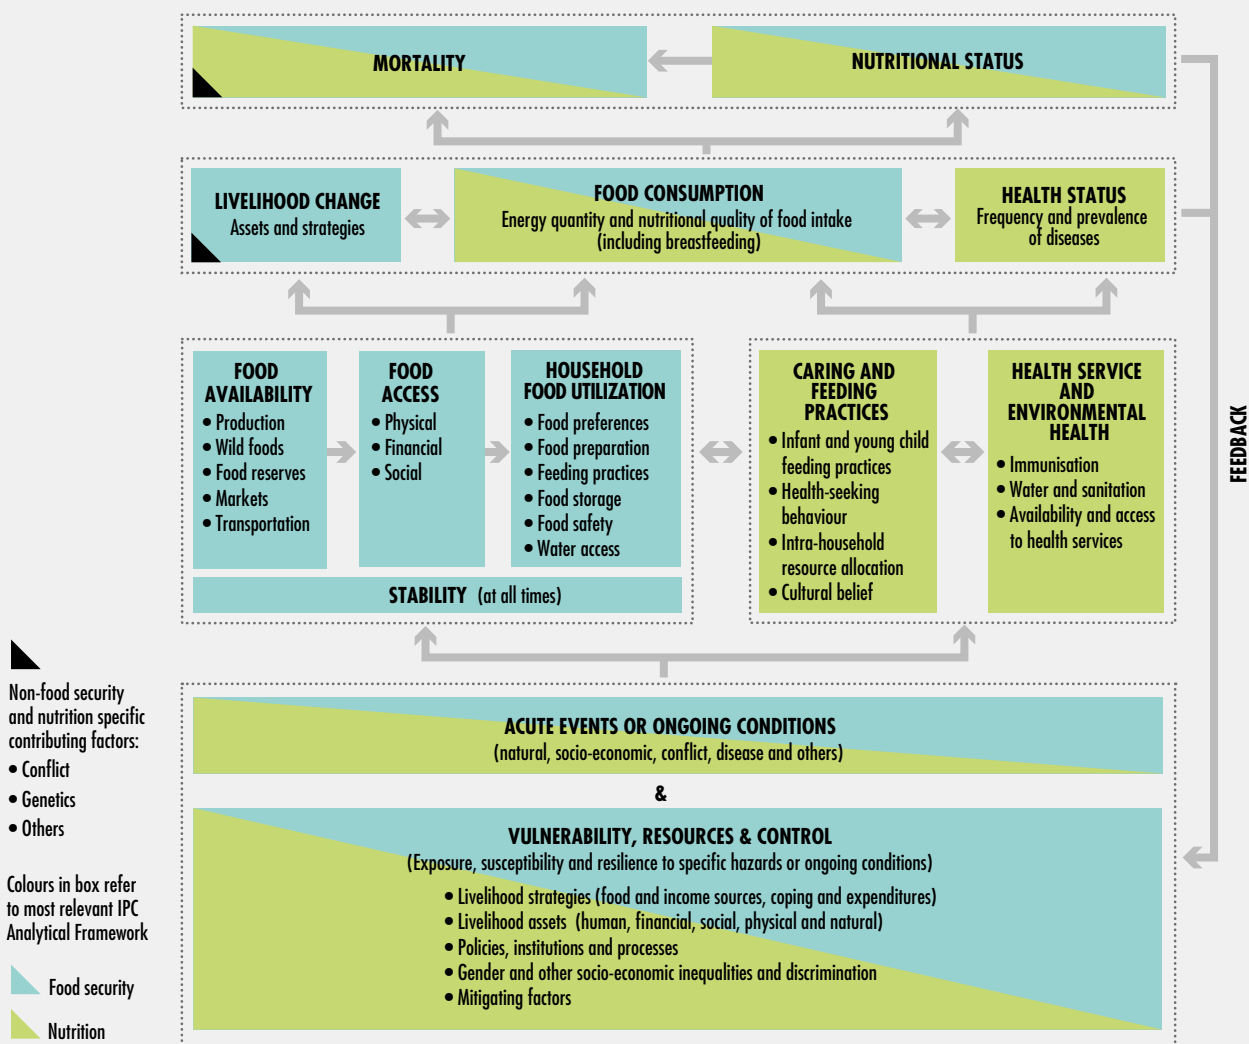 MORTALITY
NUTRITIONAL STATUS
LIVELIHOOD CHANGE
Assets and strategies
FOOD CONSUMPTION
Energy quantity and nutritional quality of food intake
(including breastfeeding)
HEALTH STATUS
Frequency and prevalence
of diseases
FOOD
AVAILABILITY
• Production
• Wild foods
• Food reserves
• Markets
• Transportation
FOOD
ACCESS
• Physical
• Financial
• Social
HOUSEHOLD
FOOD UTILIZATION
• Food preferences
• Food preparation
• Feeding practices
• Food storage
• Food safety
• Water access
STABILITY (at all times)
CARING AND
FEEDING
PRACTICES
• Infant and young child
feeding practices
• Health-seeking
behaviour
• Intra-household
resource allocation
• Cultural belief
HEALTH SERVICE
AND
ENVIRONMENTAL
HEALTH
• Immunisation
• Water and sanitation
• Availability and access
to health services
FEEDBACK
ACUTE EVENTS OR ONGOING CONDITIONS
(natural, socio-economic, conflict, disease and others)
&
VULNERABILITY, RESOURCES & CONTROL
(Exposure, susceptibility and resilience to specific hazards or ongoing conditions)
• Livelihood strategies (food and income sources, coping and expenditures)
• Livelihood assets (human, financial, social, physical and natural)
• Policies, institutions and processes
• Gender and other socio-economic inequalities and discrimination
• Mitigating factors
Non-food security
and nutrition specific
contributing factors:
• Conflict
• Genetics
• Others
Colours in box refer
to most relevant IPC
Analytical Framework
Food security
Nutrition